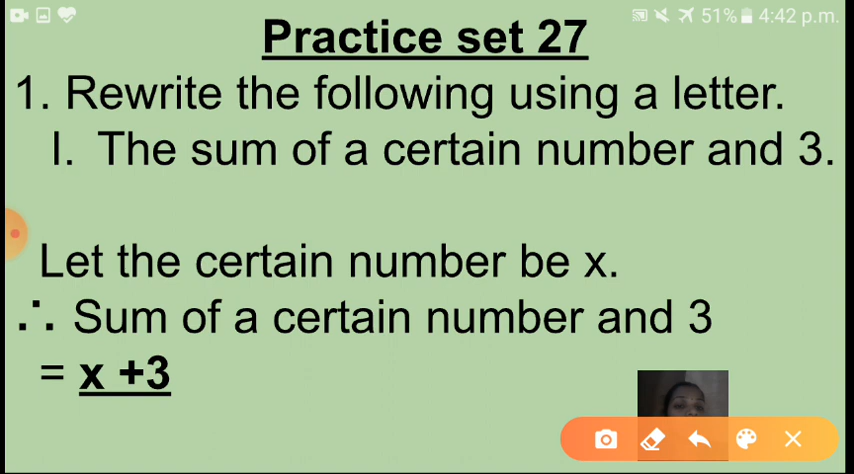 51% 4:42 p.m.
Practice set 27
1. Rewrite the following using a letter.
I. The sum of a certain number and 3.
Let the certain number be x.
∴ Sum of a certain number and 3
= x +3